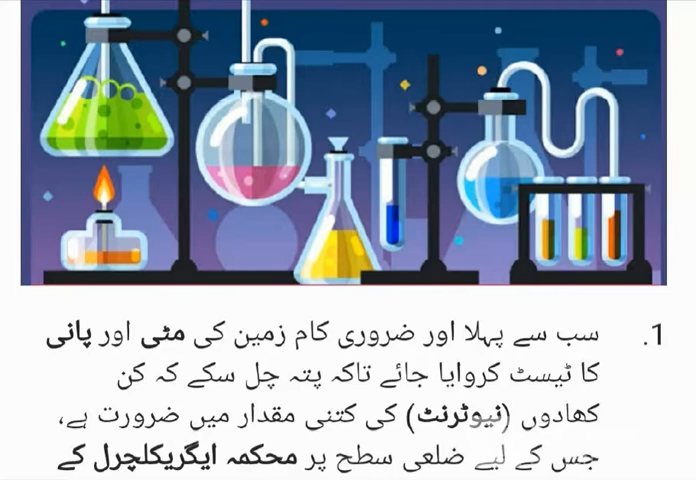 1. سب سے پہلا اور ضروری کام زمین کی مٹی اور پانی
کا ٹیسٹ کروایا جائے تاکہ پتہ چل سکے کہ کن
کھادوں (نیوٹرنٹ) کی کتنی مقدار میں ضرورت ہے،
جس کے لیے ضلعی سطح پر محکمہ ایگریکلچرل کے